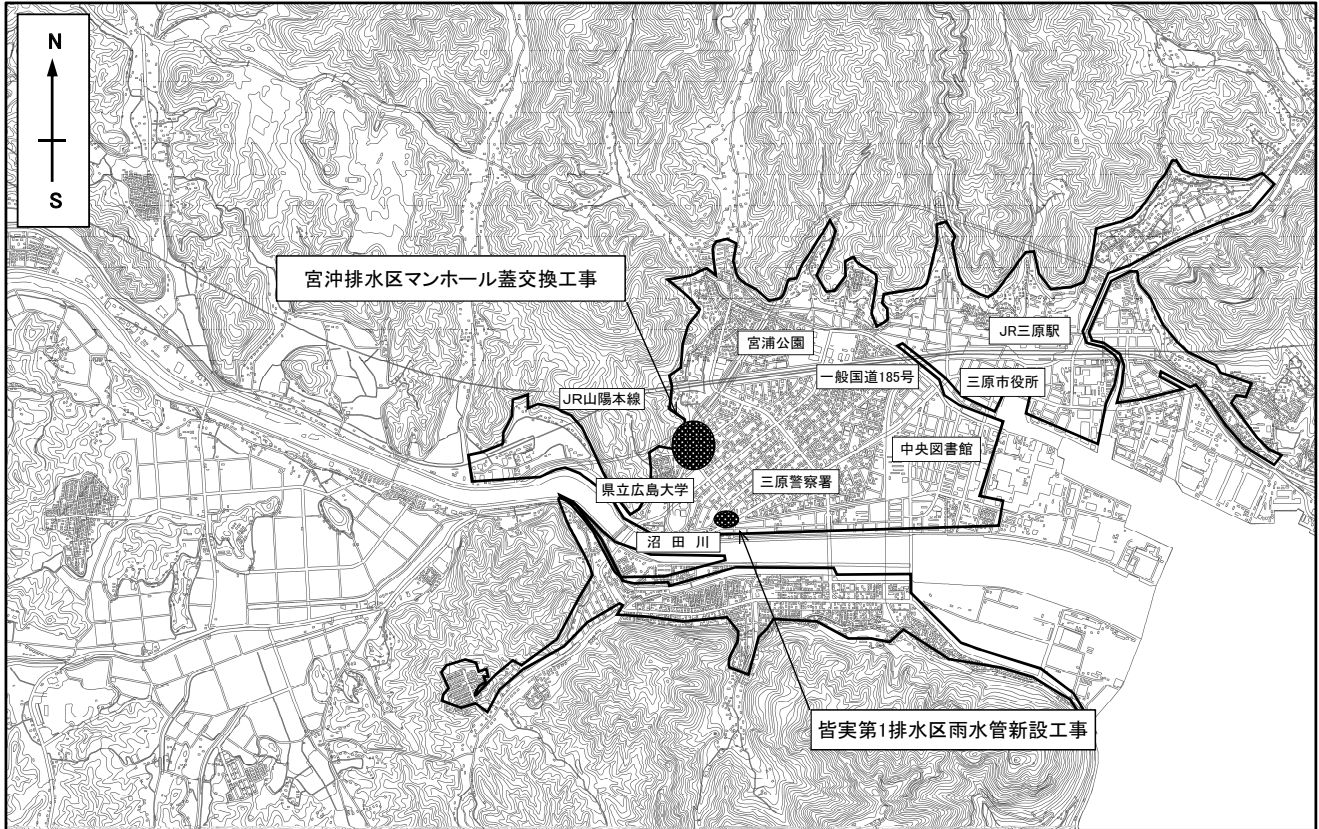 N
S
宮沖排水区マンホール蓋交換工事
宮浦公園
JR三原駅
一般国道185号
三原市役所
JR山陽本線
中央図書館
三原警察署
県立広島大学
沼田川
皆実第1排水区雨水管新設工事